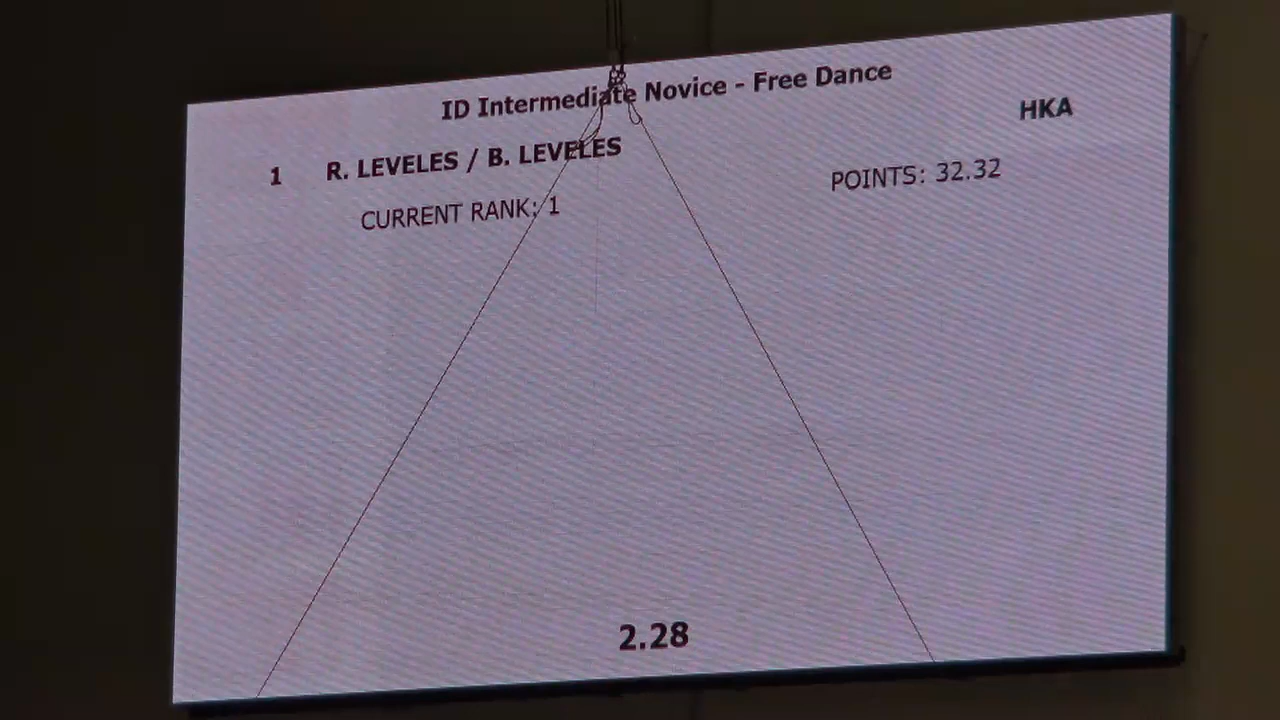 ID Intermediate Novice - Free Dance
HKA
1 R. LEVELES / B. LEVELES
POINTS: 32.32
CURRENT RANK: 1
2.28